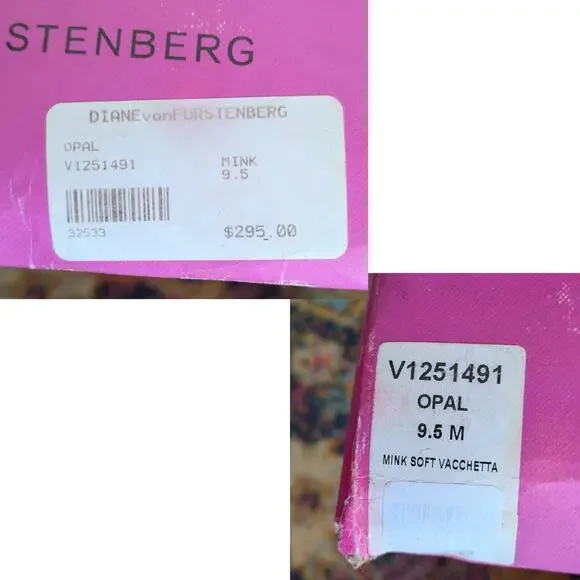 STENBERG
DIANEvonFURSTENBERG
OPAL
V1251491 MINK
9.5
32533
$295.00
V1251491
OPAL
9.5 M
MINK SOFT VACCHETTA